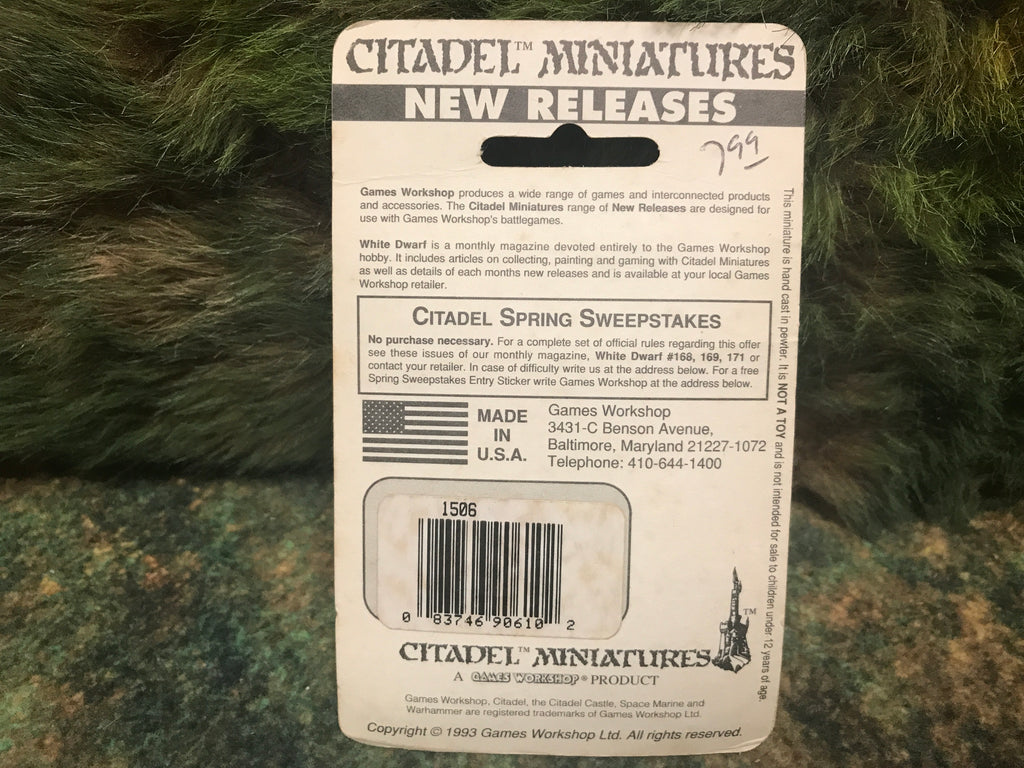 CITADEL™ MINIATURES
NEW RELEASES
7 99
Games Workshop produces a wide range of games and interconnected products
and accessories. The Citadel Miniatures range of New Releases are designed for
use with Games Workshop's battlegames.
White Dwarf is a monthly magazine devoted entirely to the Games Workshop
hobby. It includes articles on collecting, painting and gaming with Citadel Miniatures
as well as details of each months new releases and is available at your local Games
Workshop retailer.
CITADEL SPRING SWEEPSTAKES
No purchase necessary. For a complete set of official rules regarding this offer
see these issues of our monthly magazine, White Dwarf #168, 169, 171 or
contact your retailer. In case of difficulty write us at the address below. For a free
Spring Sweepstakes Entry Sticker write Games Workshop at the address below.
MADE
IN
U.S.A.
Games Workshop
3431-C Benson Avenue,
Baltimore, Maryland 21227-1072
Telephone: 410-644-1400
This miniature is hand cast in pewter. It is NOT A TOY and is not intended for sale to children under 12 years of age.
1506
0 83746 90610 2
TM
CITADEL™ MINIATURES
A GAMES WORKSHOP® PRODUCT
Games Workshop, Citadel, the Citadel Castle, Space Marine and
Warhammer are registered trademarks of Games Workshop Ltd.
Copyright © 1993 Games Workshop Ltd. All rights reserved.